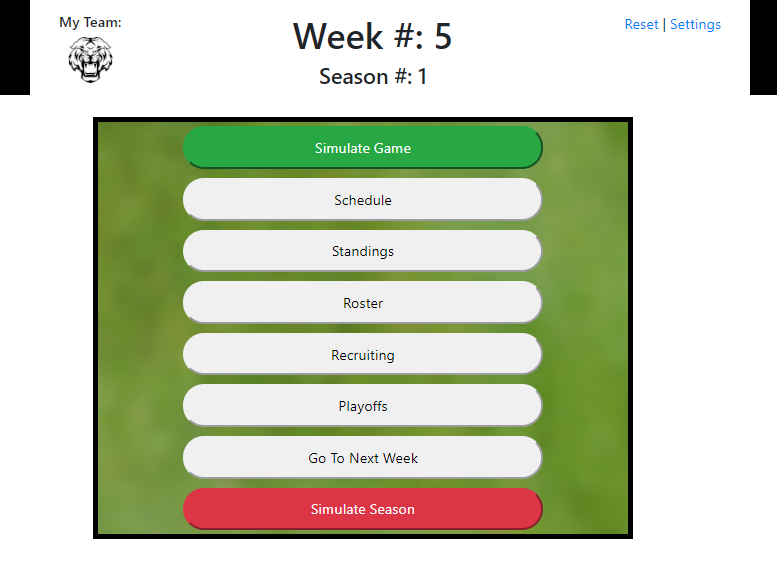 My Team:
Week #: 5
Season #: 1
Reset | Settings
Simulate Game
Schedule
Standings
Roster
Recruiting
Playoffs
Go To Next Week
Simulate Season